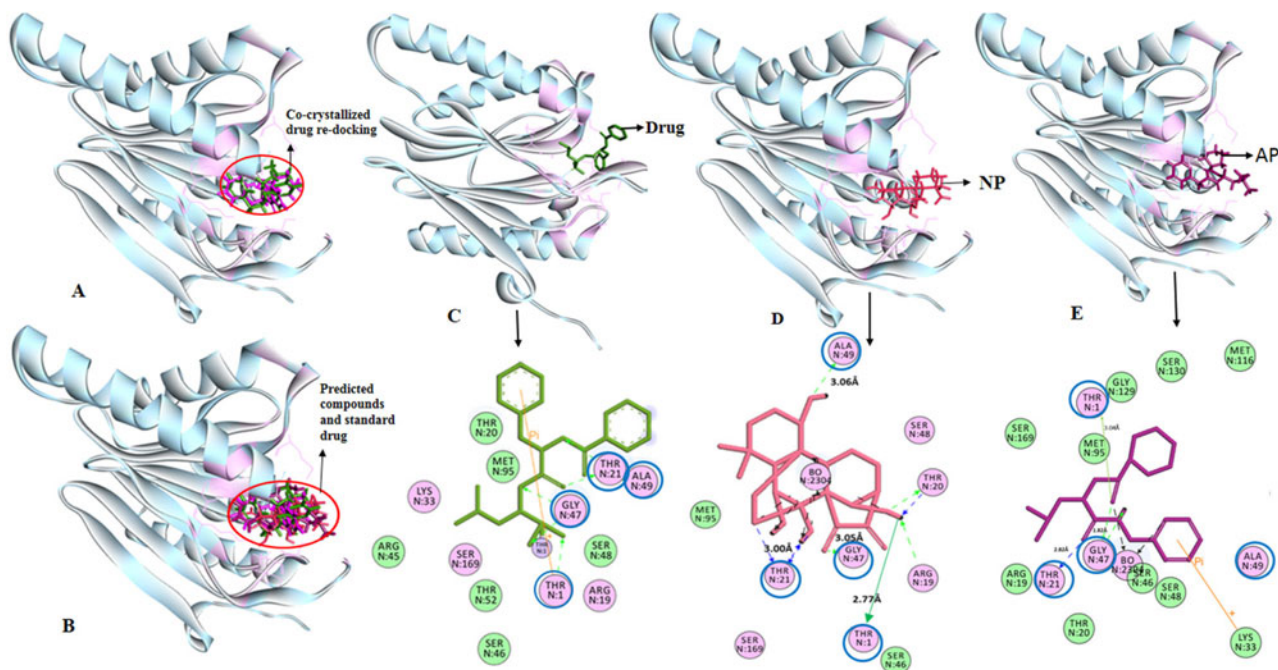 Co-crystallized
drug re-docking
A
Drug
C
NP
D
AP
E
Predicted
compounds
and standard
drug
B
THR
N:20
MET
N:95
Pi
THR
N:21
ALA
N:49
LYS
N:33
GLY
N:47
ARG
N:45
SER
N:169
THR
N:1
+
SER
N:48
THR
N:52
THR
N:1
ARG
N:19
SER
N:46
ALA
N:49
3.06Å
SER
N:48
BO
N:2304
THR
N:20
MET
N:95
3.00Å
3.05Å
GLY
N:47
THR
N:21
ARG
N:19
2.77Å
SER
N:169
THR
N:1
SER
N:46
MET
N:116
SER
N:130
GLY
N:129
THR
N:1
SER
N:169
MET
N:95
GLY
N:47
BO
N:2304
Pi
ALA
N:49
ARG
N:19
THR
N:21
SER
N:46
SER
N:48
THR
N:20
+
LYS
N:33